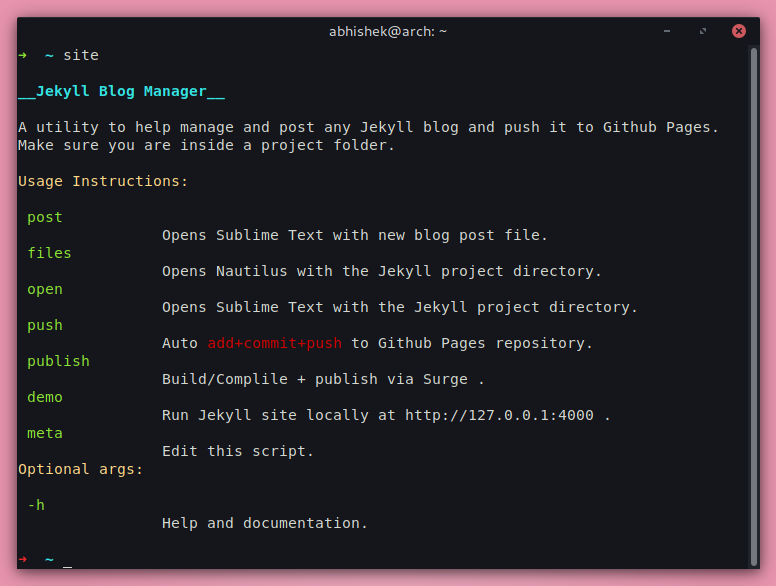 abhishek@arch: ~
➜ ~ site
__Jekyll Blog Manager__
A utility to help manage and post any Jekyll blog and push it to Github Pages.
Make sure you are inside a project folder.
Usage Instructions:
post
Opens Sublime Text with new blog post file.
files
Opens Nautilus with the Jekyll project directory.
open
Opens Sublime Text with the Jekyll project directory.
push
Auto add+commit+push to Github Pages repository.
publish
Build/Complile + publish via Surge .
demo
Run Jekyll site locally at http://127.0.0.1:4000 .
meta
Edit this script.
Optional args:
-h
Help and documentation.
➜ ~ _